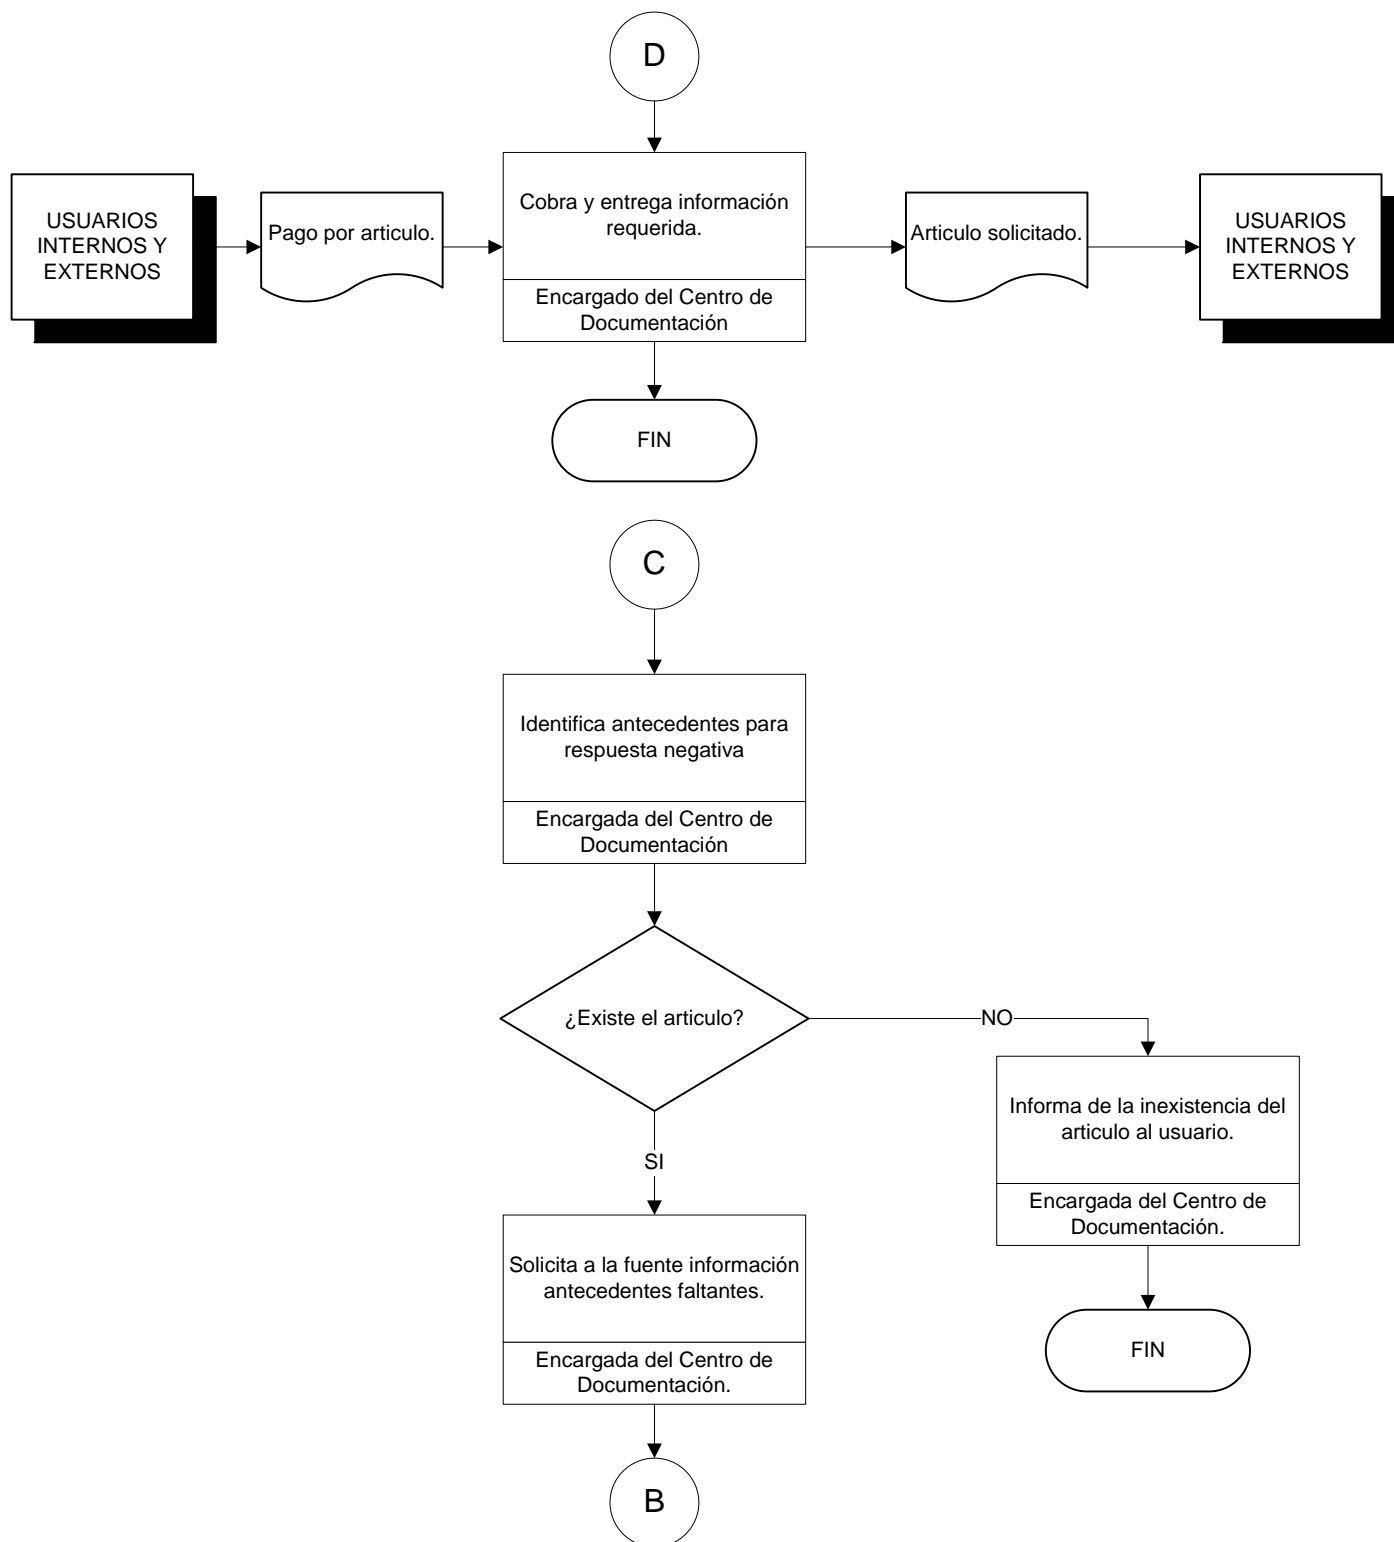 D
USUARIOS
INTERNOS Y
EXTERNOS
Pago por articulo.
Cobra y entrega información
requerida.
Encargado del Centro de
Documentación
Articulo solicitado.
USUARIOS
INTERNOS Y
EXTERNOS
FIN
C
Identifica antecedentes para
respuesta negativa
Encargada del Centro de
Documentación
¿Existe el articulo?
NO
Informa de la inexistencia del
articulo al usuario.
Encargada del Centro de
Documentación.
FIN
SI
Solicita a la fuente información
antecedentes faltantes.
Encargada del Centro de
Documentación.
B